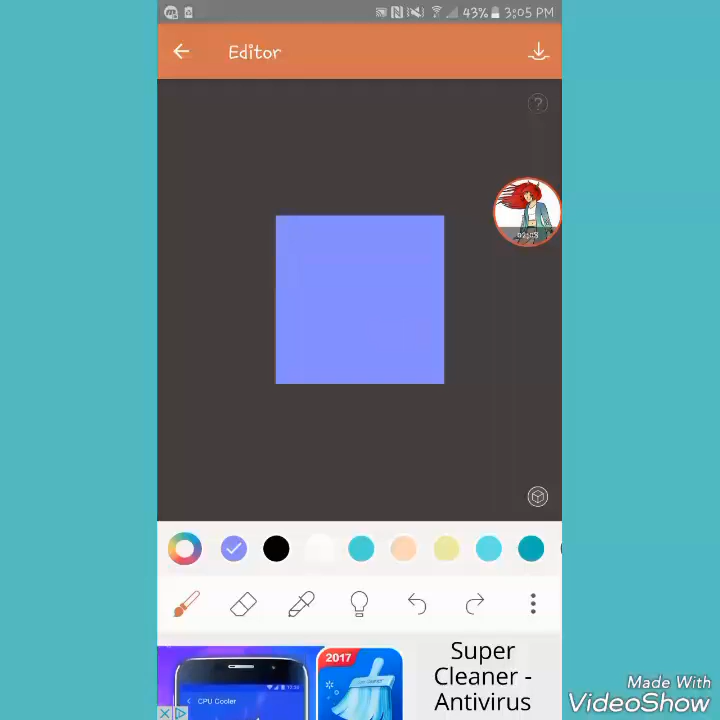 43% 3:05 PM
Editor
?
2017
CPU Cooler
Super
Cleaner -
Antivirus
Made With
VideoShow